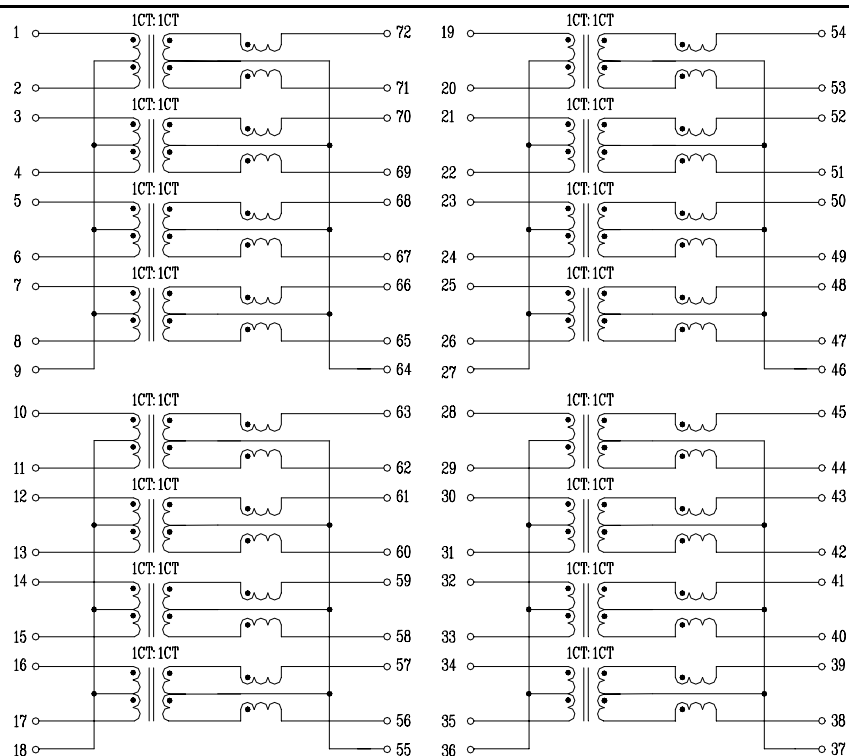 1CT:1CT 1CT:1CT
1 72 19 54
2 71 20 53
1CT:1CT 1CT:1CT
3 70 21 52
4 69 22 51
1CT:1CT 1CT:1CT
5 68 23 50
6 67 24 49
1CT:1CT 1CT:1CT
7 66 25 48
8 65 26 47
9 64 27 46
1CT:1CT 1CT:1CT
10 63 28 45
11 62 29 44
1CT:1CT 1CT:1CT
12 61 30 43
13 60 31 42
1CT:1CT 1CT:1CT
14 59 32 41
15 58 33 40
1CT:1CT 1CT:1CT
16 57 34 39
17 56 35 38
18 55 36 37